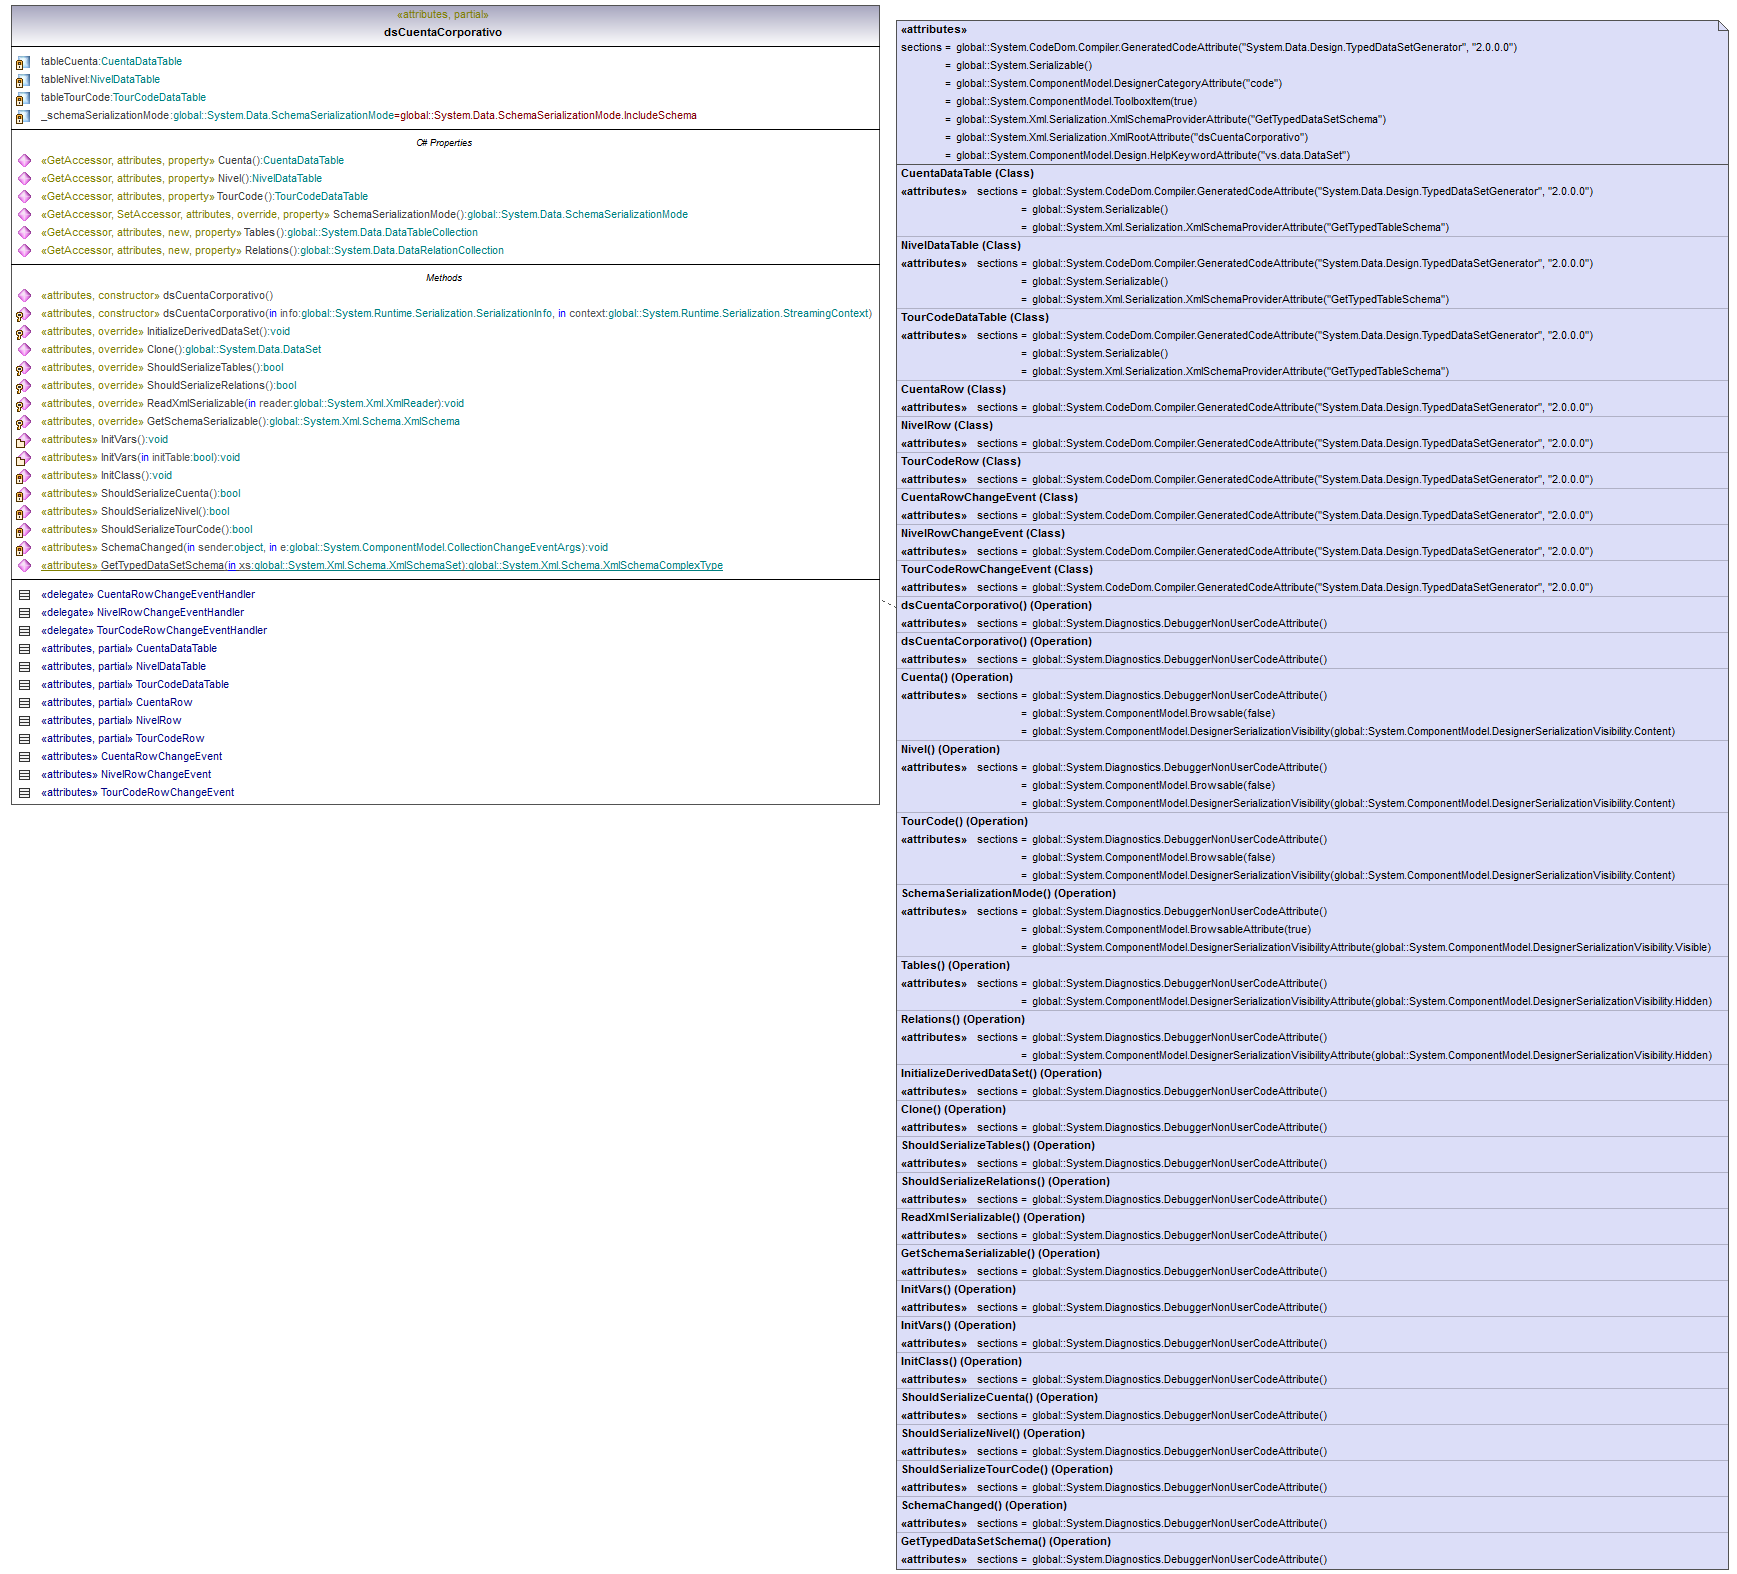 «attributes, partial»
dsCuentaCorporativo
tableCuenta:CuentaDataTable
tableNivel:NivelDataTable
tableTourCode:TourCodeDataTable
_schemaSerializationMode:global::System.Data.SchemaSerializationMode=global::System.Data.SchemaSerializationMode.IncludeSchema
C# Properties
«GetAccessor, attributes, property» Cuenta():CuentaDataTable
«GetAccessor, attributes, property» Nivel():NivelDataTable
«GetAccessor, attributes, property» TourCode():TourCodeDataTable
«GetAccessor, SetAccessor, attributes, override, property» SchemaSerializationMode():global::System.Data.SchemaSerializationMode
«GetAccessor, attributes, new, property» Tables():global::System.Data.DataTableCollection
«GetAccessor, attributes, new, property» Relations():global::System.Data.DataRelationCollection
Methods
«attributes, constructor» dsCuentaCorporativo()
«attributes, constructor» dsCuentaCorporativo(in info:global::System.Runtime.Serialization.SerializationInfo, in context:global::System.Runtime.Serialization.StreamingContext)
«attributes, override» InitializeDerivedDataSet():void
«attributes, override» Clone():global::System.Data.DataSet
«attributes, override» ShouldSerializeTables():bool
«attributes, override» ShouldSerializeRelations():bool
«attributes, override» ReadXmlSerializable(in reader:global::System.Xml.XmlReader):void
«attributes, override» GetSchemaSerializable():global::System.Xml.Schema.XmlSchema
«attributes» InitVars():void
«attributes» InitVars(in initTable:bool):void
«attributes» InitClass():void
«attributes» ShouldSerializeCuenta():bool
«attributes» ShouldSerializeNivel():bool
«attributes» ShouldSerializeTourCode():bool
«attributes» SchemaChanged(in sender:object, in e:global::System.ComponentModel.CollectionChangeEventArgs):void
«attributes» GetTypedDataSetSchema(in xs:global::System.Xml.Schema.XmlSchemaSet):global::System.Xml.Schema.XmlSchemaComplexType
«delegate» CuentaRowChangeEventHandler
«delegate» NivelRowChangeEventHandler
«delegate» TourCodeRowChangeEventHandler
«attributes, partial» CuentaDataTable
«attributes, partial» NivelDataTable
«attributes, partial» TourCodeDataTable
«attributes, partial» CuentaRow
«attributes, partial» NivelRow
«attributes, partial» TourCodeRow
«attributes» CuentaRowChangeEvent
«attributes» NivelRowChangeEvent
«attributes» TourCodeRowChangeEvent
«attributes»
sections = global::System.CodeDom.Compiler.GeneratedCodeAttribute("System.Data.Design.TypedDataSetGenerator", "2.0.0.0")
= global::System.Serializable()
= global::System.ComponentModel.DesignerCategoryAttribute("code")
= global::System.ComponentModel.ToolboxItem(true)
= global::System.Xml.Serialization.XmlSchemaProviderAttribute("GetTypedDataSetSchema")
= global::System.Xml.Serialization.XmlRootAttribute("dsCuentaCorporativo")
= global::System.ComponentModel.Design.HelpKeywordAttribute("vs.data.DataSet")
CuentaDataTable (Class)
«attributes» sections = global::System.CodeDom.Compiler.GeneratedCodeAttribute("System.Data.Design.TypedDataSetGenerator", "2.0.0.0")
= global::System.Serializable()
= global::System.Xml.Serialization.XmlSchemaProviderAttribute("GetTypedTableSchema")
NivelDataTable (Class)
«attributes» sections = global::System.CodeDom.Compiler.GeneratedCodeAttribute("System.Data.Design.TypedDataSetGenerator", "2.0.0.0")
= global::System.Serializable()
= global::System.Xml.Serialization.XmlSchemaProviderAttribute("GetTypedTableSchema")
TourCodeDataTable (Class)
«attributes» sections = global::System.CodeDom.Compiler.GeneratedCodeAttribute("System.Data.Design.TypedDataSetGenerator", "2.0.0.0")
= global::System.Serializable()
= global::System.Xml.Serialization.XmlSchemaProviderAttribute("GetTypedTableSchema")
CuentaRow (Class)
«attributes» sections = global::System.CodeDom.Compiler.GeneratedCodeAttribute("System.Data.Design.TypedDataSetGenerator", "2.0.0.0")
NivelRow (Class)
«attributes» sections = global::System.CodeDom.Compiler.GeneratedCodeAttribute("System.Data.Design.TypedDataSetGenerator", "2.0.0.0")
TourCodeRow (Class)
«attributes» sections = global::System.CodeDom.Compiler.GeneratedCodeAttribute("System.Data.Design.TypedDataSetGenerator", "2.0.0.0")
CuentaRowChangeEvent (Class)
«attributes» sections = global::System.CodeDom.Compiler.GeneratedCodeAttribute("System.Data.Design.TypedDataSetGenerator", "2.0.0.0")
NivelRowChangeEvent (Class)
«attributes» sections = global::System.CodeDom.Compiler.GeneratedCodeAttribute("System.Data.Design.TypedDataSetGenerator", "2.0.0.0")
TourCodeRowChangeEvent (Class)
«attributes» sections = global::System.CodeDom.Compiler.GeneratedCodeAttribute("System.Data.Design.TypedDataSetGenerator", "2.0.0.0")
dsCuentaCorporativo() (Operation)
«attributes» sections = global::System.Diagnostics.DebuggerNonUserCodeAttribute()
dsCuentaCorporativo() (Operation)
«attributes» sections = global::System.Diagnostics.DebuggerNonUserCodeAttribute()
Cuenta() (Operation)
«attributes» sections = global::System.Diagnostics.DebuggerNonUserCodeAttribute()
= global::System.ComponentModel.Browsable(false)
= global::System.ComponentModel.DesignerSerializationVisibility(global::System.ComponentModel.DesignerSerializationVisibility.Content)
Nivel() (Operation)
«attributes» sections = global::System.Diagnostics.DebuggerNonUserCodeAttribute()
= global::System.ComponentModel.Browsable(false)
= global::System.ComponentModel.DesignerSerializationVisibility(global::System.ComponentModel.DesignerSerializationVisibility.Content)
TourCode() (Operation)
«attributes» sections = global::System.Diagnostics.DebuggerNonUserCodeAttribute()
= global::System.ComponentModel.Browsable(false)
= global::System.ComponentModel.DesignerSerializationVisibility(global::System.ComponentModel.DesignerSerializationVisibility.Content)
SchemaSerializationMode() (Operation)
«attributes» sections = global::System.Diagnostics.DebuggerNonUserCodeAttribute()
= global::System.ComponentModel.BrowsableAttribute(true)
= global::System.ComponentModel.DesignerSerializationVisibilityAttribute(global::System.ComponentModel.DesignerSerializationVisibility.Visible)
Tables() (Operation)
«attributes» sections = global::System.Diagnostics.DebuggerNonUserCodeAttribute()
= global::System.ComponentModel.DesignerSerializationVisibilityAttribute(global::System.ComponentModel.DesignerSerializationVisibility.Hidden)
Relations() (Operation)
«attributes» sections = global::System.Diagnostics.DebuggerNonUserCodeAttribute()
= global::System.ComponentModel.DesignerSerializationVisibilityAttribute(global::System.ComponentModel.DesignerSerializationVisibility.Hidden)
InitializeDerivedDataSet() (Operation)
«attributes» sections = global::System.Diagnostics.DebuggerNonUserCodeAttribute()
Clone() (Operation)
«attributes» sections = global::System.Diagnostics.DebuggerNonUserCodeAttribute()
ShouldSerializeTables() (Operation)
«attributes» sections = global::System.Diagnostics.DebuggerNonUserCodeAttribute()
ShouldSerializeRelations() (Operation)
«attributes» sections = global::System.Diagnostics.DebuggerNonUserCodeAttribute()
ReadXmlSerializable() (Operation)
«attributes» sections = global::System.Diagnostics.DebuggerNonUserCodeAttribute()
GetSchemaSerializable() (Operation)
«attributes» sections = global::System.Diagnostics.DebuggerNonUserCodeAttribute()
InitVars() (Operation)
«attributes» sections = global::System.Diagnostics.DebuggerNonUserCodeAttribute()
InitVars() (Operation)
«attributes» sections = global::System.Diagnostics.DebuggerNonUserCodeAttribute()
InitClass() (Operation)
«attributes» sections = global::System.Diagnostics.DebuggerNonUserCodeAttribute()
ShouldSerializeCuenta() (Operation)
«attributes» sections = global::System.Diagnostics.DebuggerNonUserCodeAttribute()
ShouldSerializeNivel() (Operation)
«attributes» sections = global::System.Diagnostics.DebuggerNonUserCodeAttribute()
ShouldSerializeTourCode() (Operation)
«attributes» sections = global::System.Diagnostics.DebuggerNonUserCodeAttribute()
SchemaChanged() (Operation)
«attributes» sections = global::System.Diagnostics.DebuggerNonUserCodeAttribute()
GetTypedDataSetSchema() (Operation)
«attributes» sections = global::System.Diagnostics.DebuggerNonUserCodeAttribute()